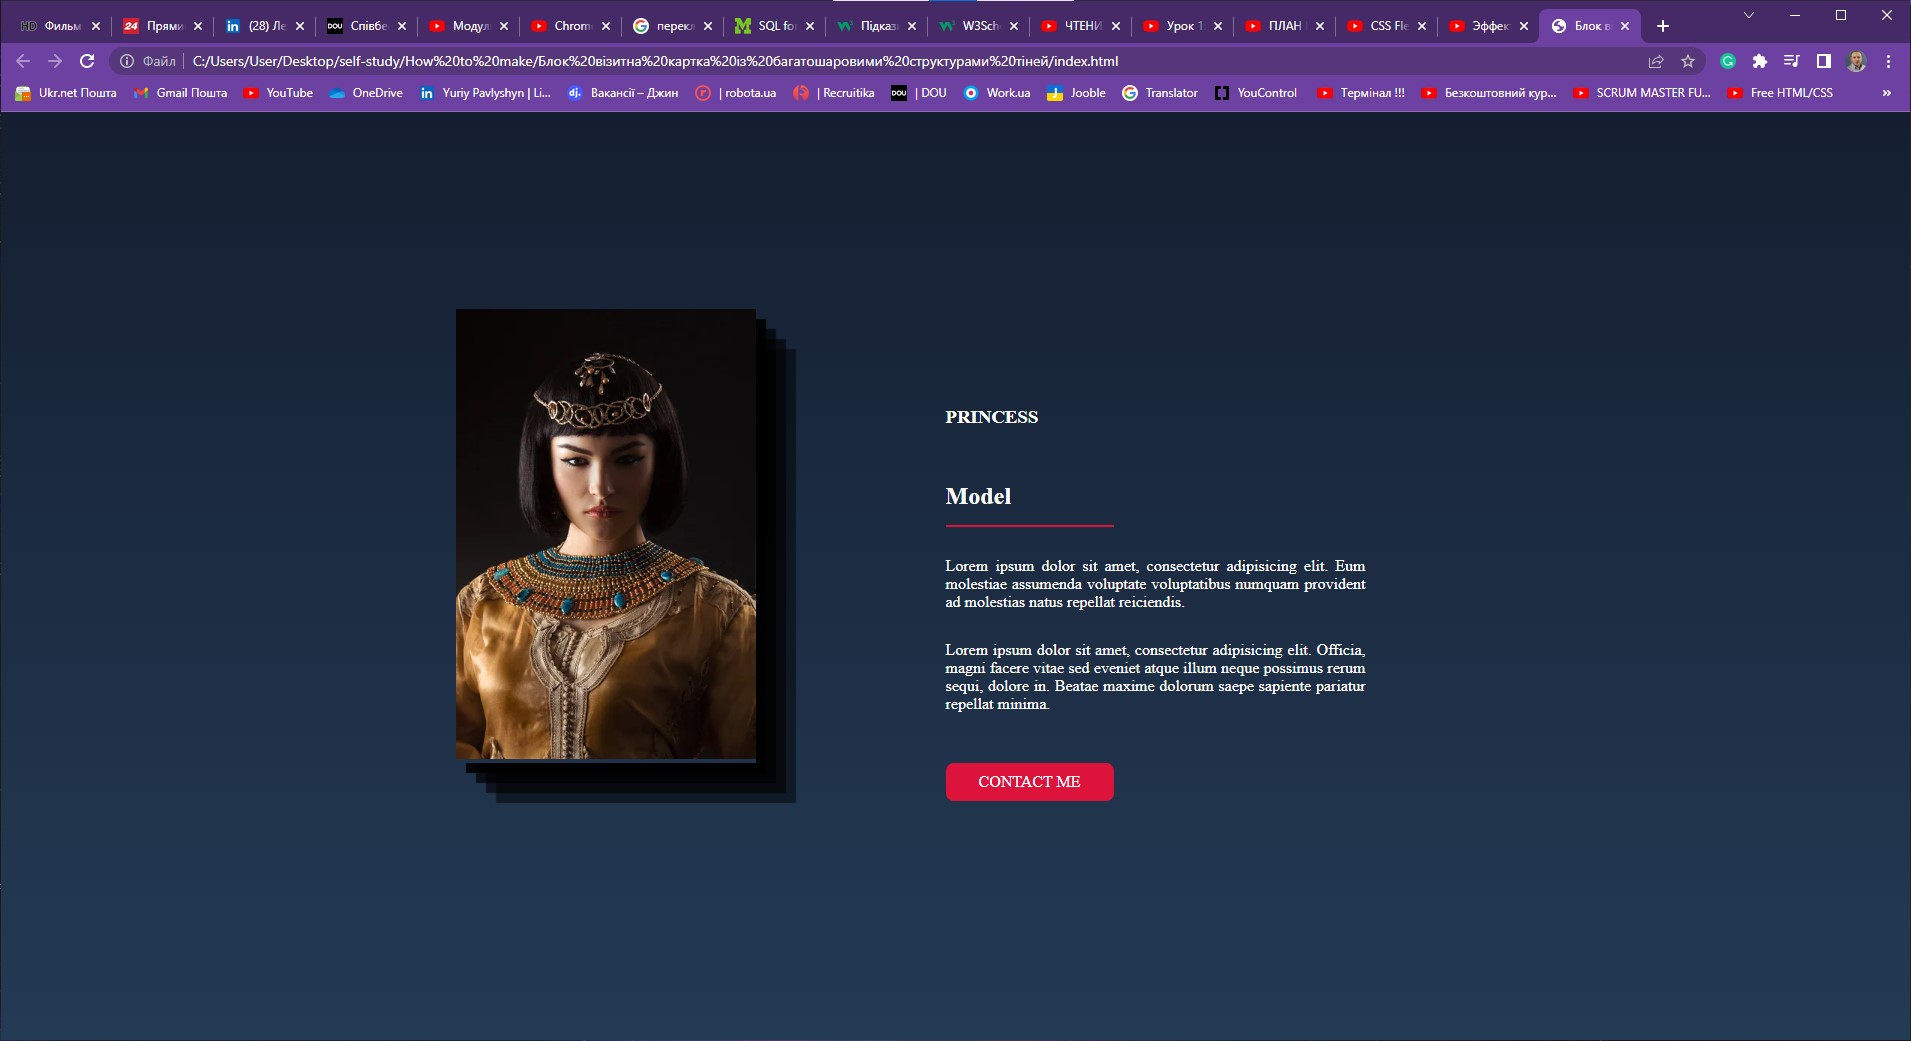 HD Фильм
24 Прями
in (28) Ле
DOU Співбе
Модул
Chrom
G перекл
M SQL fo
Підказ
W3Sch
ЧТЕНИ
Урок 1
ПЛАН
CSS Fle
Эффек
Блок в
Файл | C:/Users/User/Desktop/self-study/How%20to%20make/Блок%20візитна%20картка%20із%20багатошаровими%20структурами%20тіней/index.html
Ukr.net Пошта
Gmail Пошта
YouTube
OneDrive
in Yuriy Pavlyshyn | Li...
dj. Вакансії – Джин
r | robota.ua
| Recruitika
DOU | DOU
Work.ua
Jooble
G Translator
YouControl
Термінал !!!
Безкоштовний кур...
SCRUM MASTER FU...
Free HTML/CSS
»
PRINCESS
Model
Lorem ipsum dolor sit amet, consectetur adipisicing elit. Eum
molestiae assumenda voluptate voluptatibus numquam provident
ad molestias natus repellat reiciendis.
Lorem ipsum dolor sit amet, consectetur adipisicing elit. Officia,
magni facere vitae sed eveniet atque illum neque possimus rerum
sequi, dolore in. Beatae maxime dolorum saepe sapiente pariatur
repellat minima.
CONTACT ME